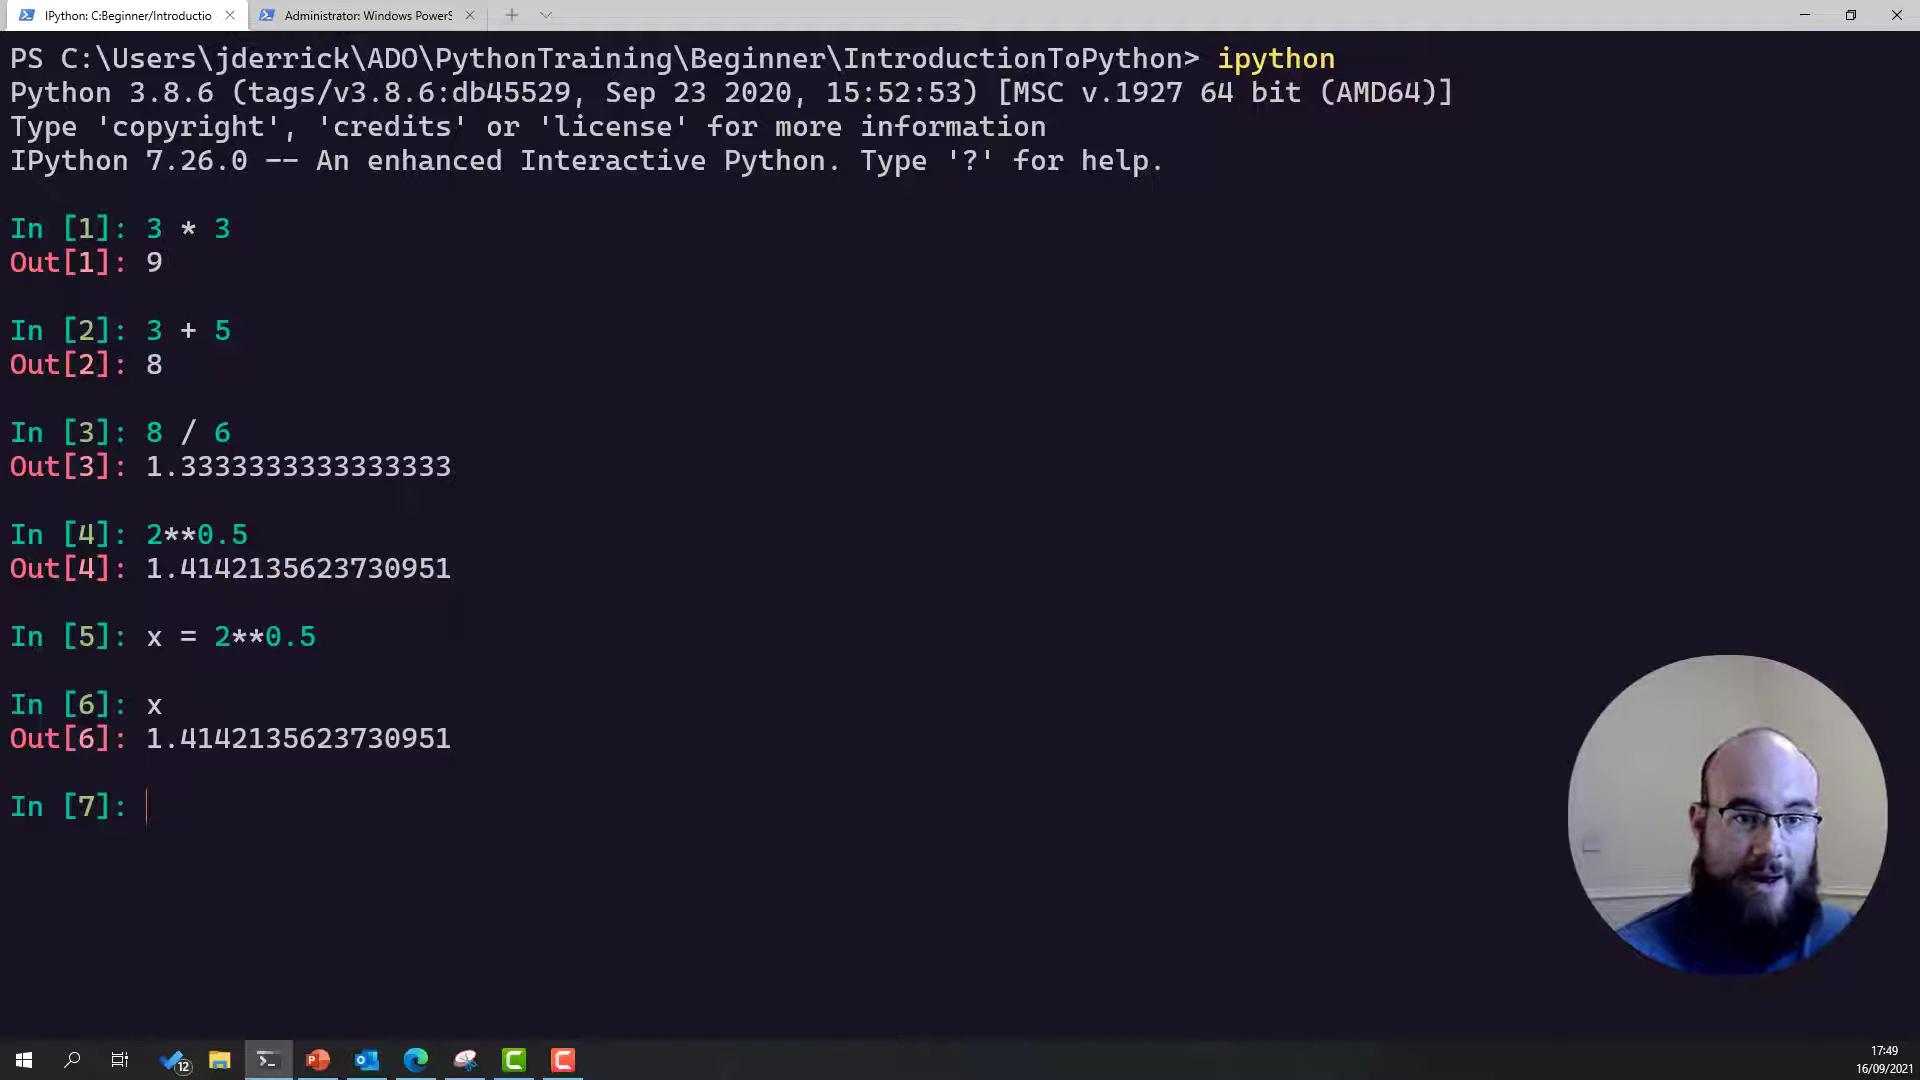 IPython: C:Beginner/Introductio
Administrator: Windows PowerS
PS C:\Users\jderrick\ADO\PythonTraining\Beginner\IntroductionToPython> ipython
Python 3.8.6 (tags/v3.8.6:db45529, Sep 23 2020, 15:52:53) [MSC v.1927 64 bit (AMD64)]
Type 'copyright', 'credits' or 'license' for more information
IPython 7.26.0 -- An enhanced Interactive Python. Type '?' for help.
In [1]: 3 * 3
Out[1]: 9
In [2]: 3 + 5
Out[2]: 8
In [3]: 8 / 6
Out[3]: 1.3333333333333333
In [4]: 2**0.5
Out[4]: 1.4142135623730951
In [5]: x = 2**0.5
In [6]: x
Out[6]: 1.4142135623730951
In [7]:
12
17:49
16/09/2021